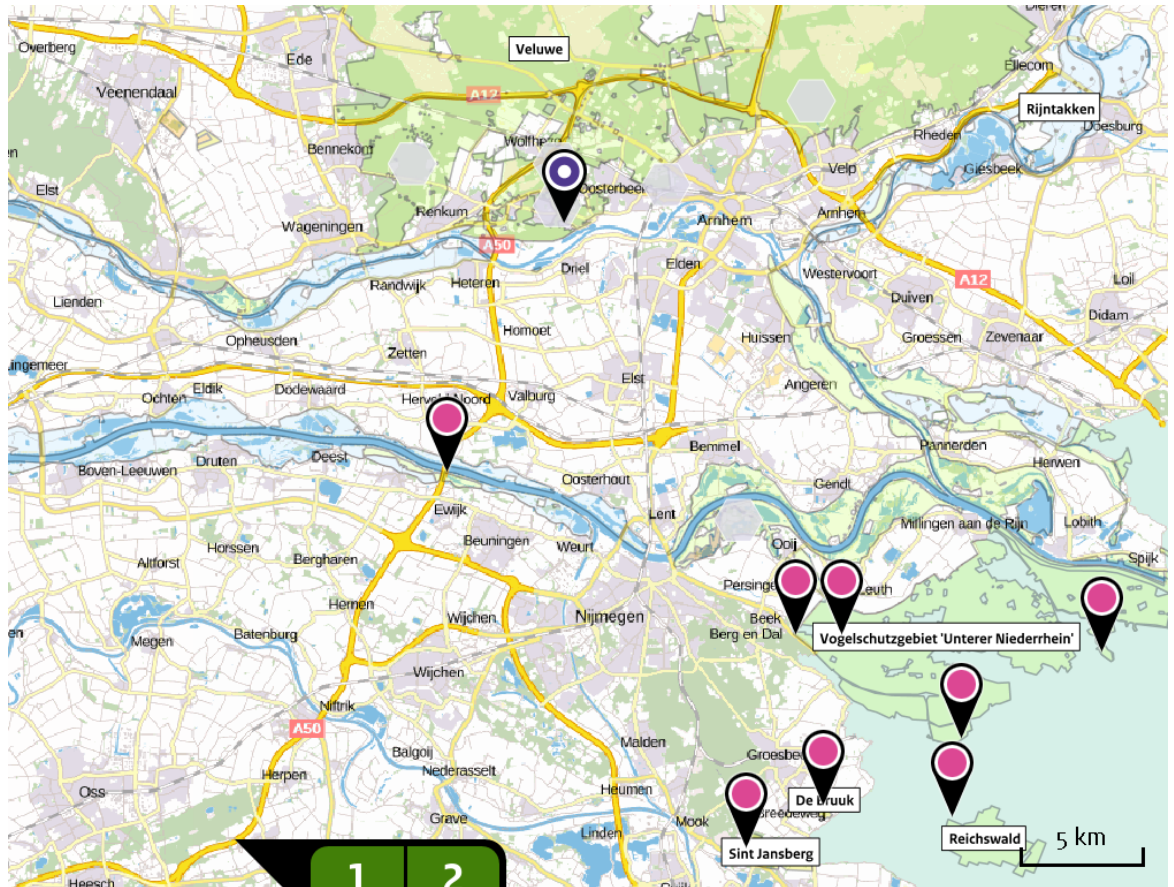 Overberg
Ede
Veluwe
Dieren
Ellecom
Veenendaal
A12
Rijntakken
Doesburg
Wolfheze
Rheden
Bennekom
Velp
Giesbeek
Elst
Oosterbeek
Renkum
Wageningen
Arnhem
Arnhem
A50
Driel
Elden
Westervoort
A12
Loil
Randwijk
Heteren
Lienden
Duiven
Didam
Homoet
Huissen
Groessen
Zevenaar
Opheusden
Zetten
ingemeer
Elst
Angeren
Eldik
Dodewaard
Ochten
Herveld-Noord
Valburg
Bemmel
Pannerden
Boven-Leeuwen
Druten
Deest
Herwen
Oosterhout
Gendt
Ewijk
Lent
Millingen aan de Rijn
Lobith
Horssen
Beuningen
Weurt
Ooij
Altforst
Bergharen
Spijk
Persingen
Leuth
Hernen
Wijchen
Nijmegen
Beek
Megen
Batenburg
Berg en Dal
Vogelschutzgebiet 'Unterer Niederrhein'
Wijchen
Niftrik
A50
Malden
Balgoij
Groesbeek
Herpen
Nederasselt
Oss
Heumen
De Bruuk
Grave
Mook
Breedeweg
Linden
Reichswald
5 km
Sint Jansberg
Heesch
1
2